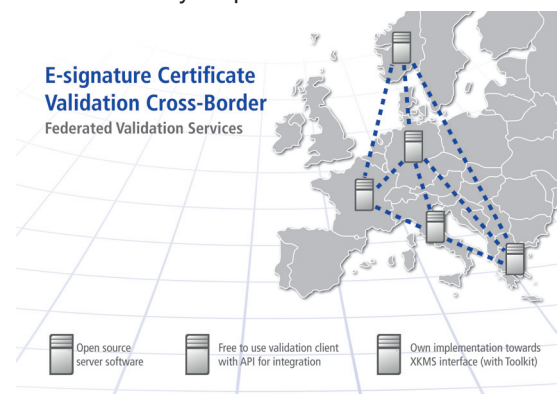 E-signature Certificate
Validation Cross-Border
Federated Validation Services
Open source
server software
Free to use validation client
with API for integration
Own implementation towards
XKMS interface (with Toolkit)